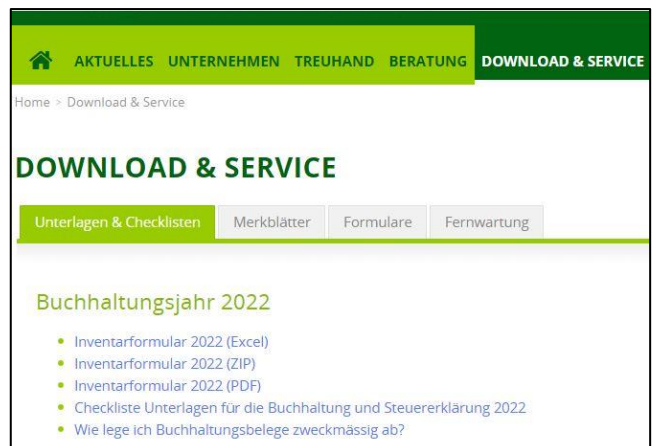 AKTUELLES UNTERNEHMEN TREUHAND BERATUNG DOWNLOAD & SERVICE
Home > Download & Service
DOWNLOAD & SERVICE
Unterlagen & Checklisten Merkblätter Formulare Fernwartung
Buchhaltungsjahr 2022
• Inventarformular 2022 (Excel)
• Inventarformular 2022 (ZIP)
• Inventarformular 2022 (PDF)
• Checkliste Unterlagen für die Buchhaltung und Steuererklärung 2022
• Wie lege ich Buchhaltungsbelege zweckmässig ab?